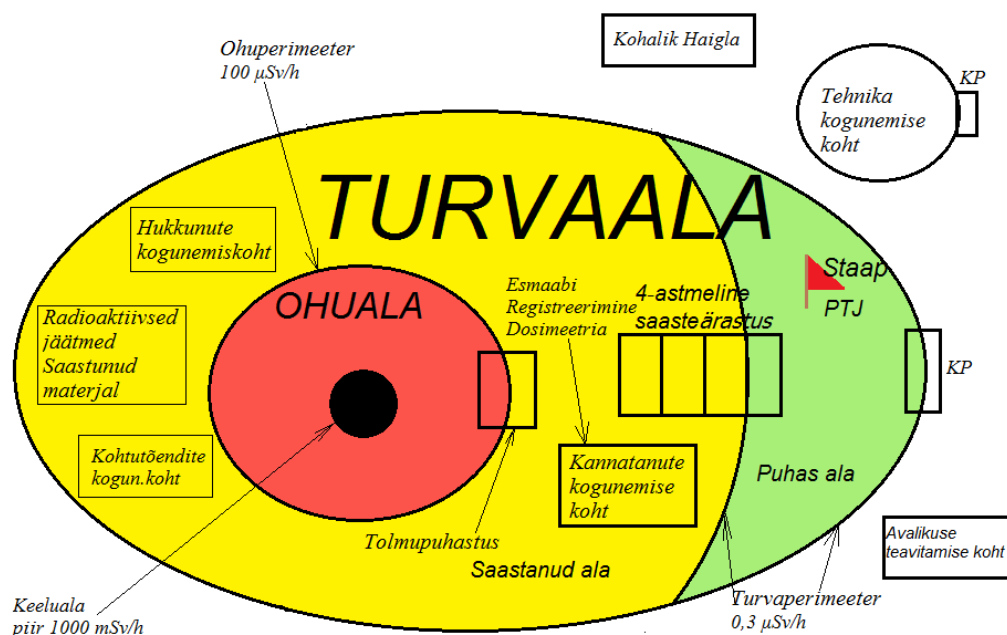 Kohalik Haigla
Ohuperimeeter
100 µSv/h
KP
Tehnika
kogunemise
koht
TURVAALA
Hukkunute
kogunemiskoht
Staap
PTJ
OHUALA
Esmaabi
Registreerimine
Dosimeetria
4-astmeline
saasteärastus
Radioaktiivsed
jäätmed
Saastunud
materjal
KP
Kohtutõendite
kogun.koht
Kannatanute
kogunemise
koht
Puhas ala
Tolmupuhastus
Saastanud ala
Avalikuse
teavitamise koht
Keeluala
piir 1000 mSv/h
Turvaperimeeter
0,3 µSv/h